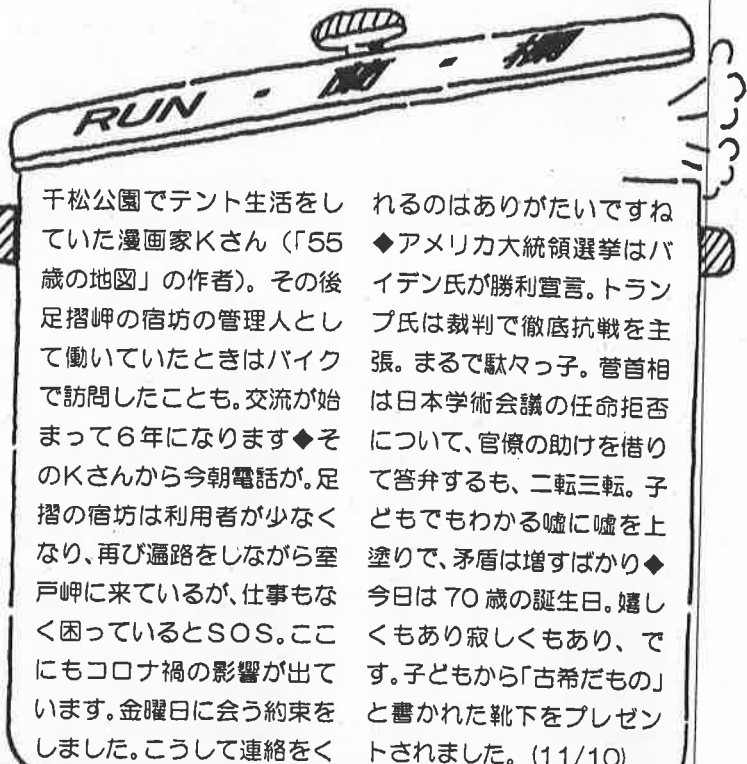 RUN・蘭・欄
千松公園でテント生活をし
ていた漫画家Kさん（「55
歳の地図」の作者）。その後
足摺岬の宿坊の管理人とし
て働いていたときはバイク
で訪問したことも。交流が始
まって6年になります◆そ
のKさんから今朝電話が。足
摺の宿坊は利用者が少なく
なり、再び遍路をしながら室
戸岬に来ているが、仕事もな
く困っているとSOS。ここ
にもコロナ禍の影響が出て
います。金曜日に会う約束を
しました。こうして連絡をく
れるのはありがたいですね
◆アメリカ大統領選挙はバ
イデン氏が勝利宣言。トラン
プ氏は裁判で徹底抗戦を主
張。まるで駄々っ子。菅首相
は日本学術会議の任命拒否
について、官僚の助けを借り
て答弁するも、二転三転。子
どもでもわかる嘘に嘘を上
塗りで、矛盾は増すばかり◆
今日は70歳の誕生日。嬉し
くもあり寂しくもあり、で
す。子どもから「古希だもの」
と書かれた靴下をプレゼン
トされました。（11/10）